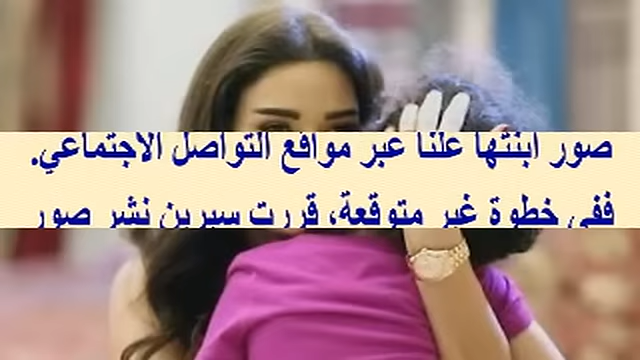 صور ابنتها علنا عبر مواقع التواصل الاجتماعي.
ففي خطوة غير متوقعة، قررت سيرين نشر صور